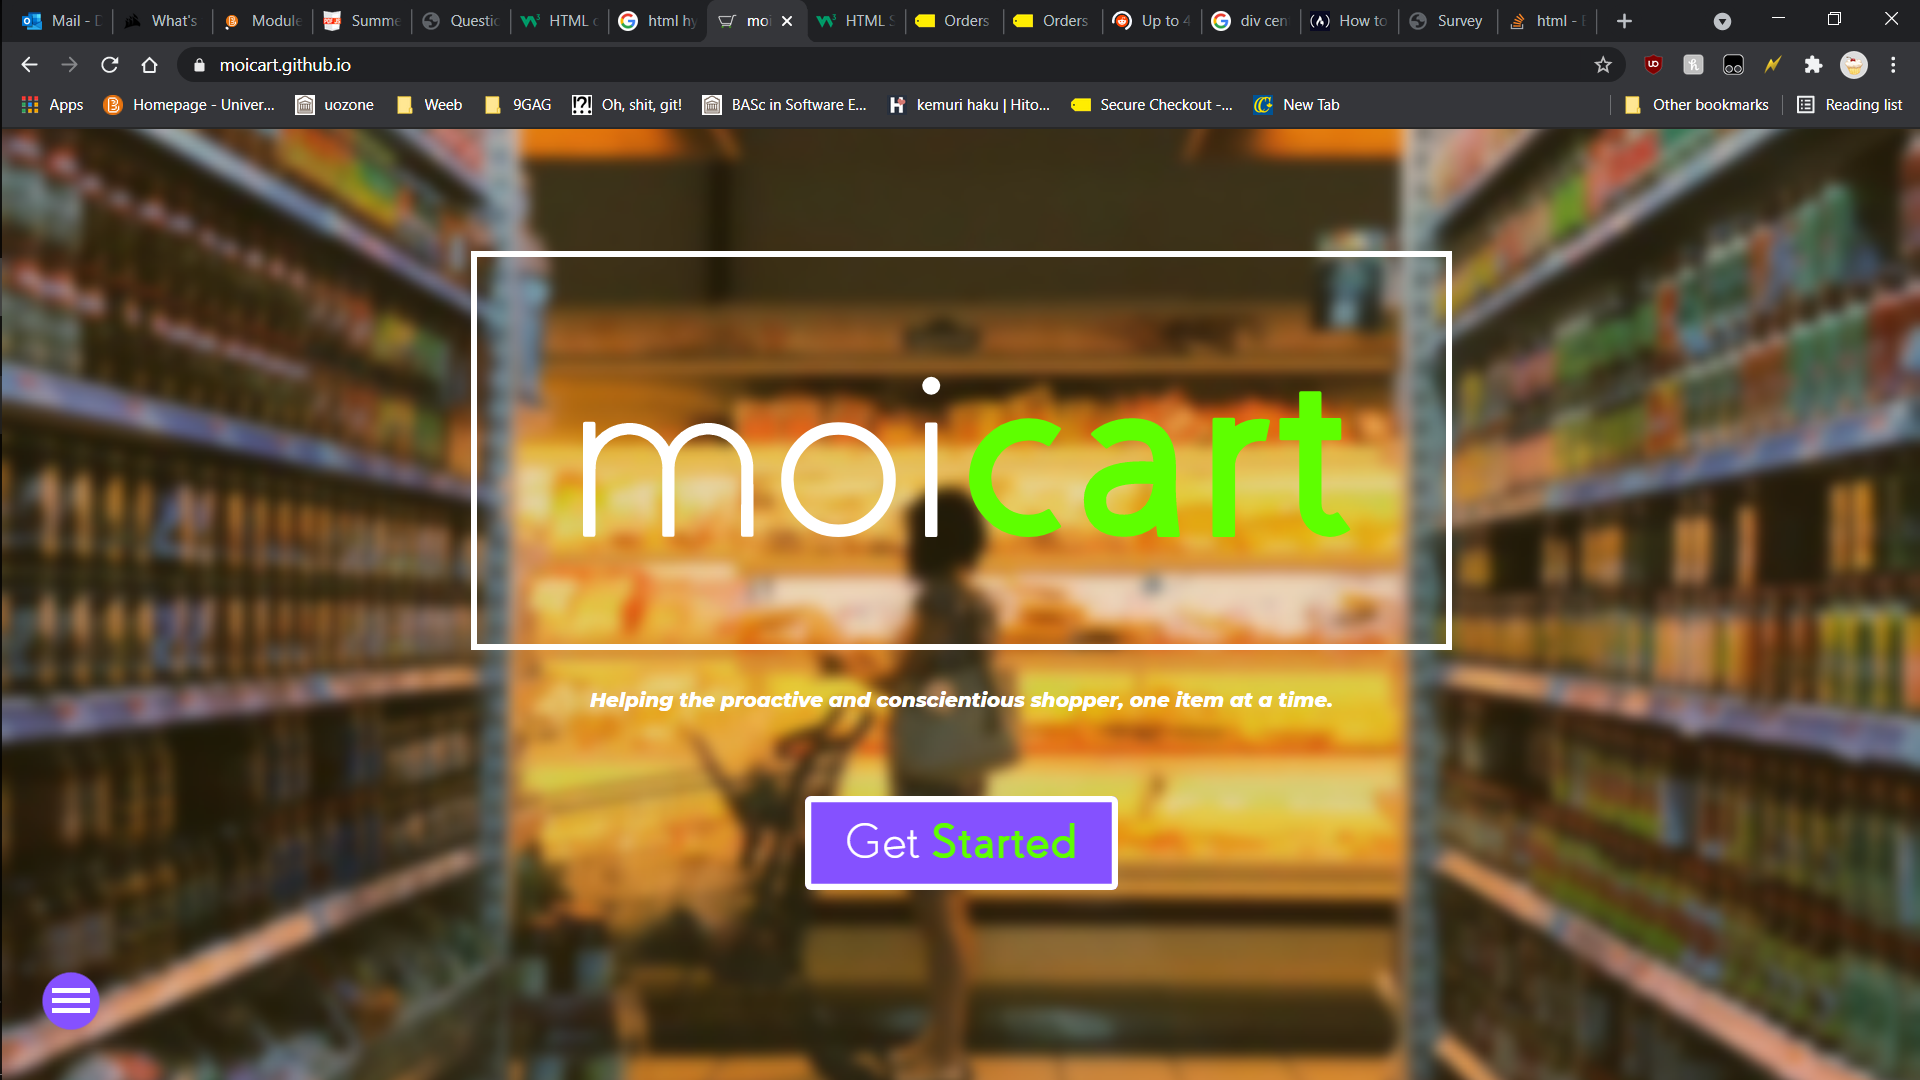 Mail - D
What's
Module
Summe
Questic
HTML c
html hy
moi
HTML S
Orders
Orders
Up to 4
div cen
How to
Survey
html - E
moicart.github.io
Apps
Homepage - Univer...
uozone
Weeb
9GAG
Oh, shit, git!
BASc in Software E...
kemuri haku | Hito...
Secure Checkout -...
New Tab
Other bookmarks
Reading list
moicart
Helping the proactive and conscientious shopper, one item at a time.
Get Started